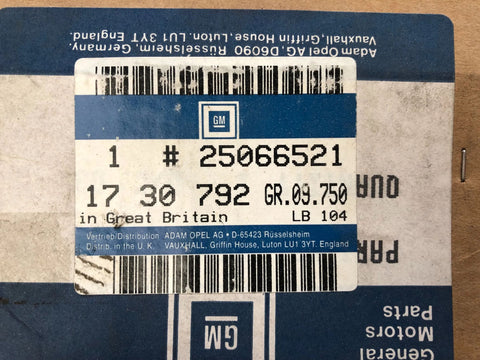 Adam Opel AG, D6090 Rüsselsheim, Germany.
Vauxhall, Griffin House, Luton. LU1 3YT England.
GM
1 # 25066521
17 30 792 GR.09.750
in Great Britain LB 104
Vertrieb/Distribution ADAM OPEL AG • D-65423 Rüsselsheim
Distrib. in the U. K. VAUXHALL, Griffin House, Luton LU1 3YT. England
QUA
PAR
GM
General
Motors
Parts